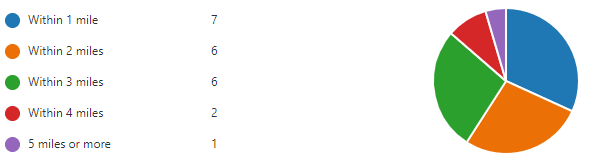 Within 1 mile 7
Within 2 miles 6
Within 3 miles 6
Within 4 miles 2
5 miles or more 1